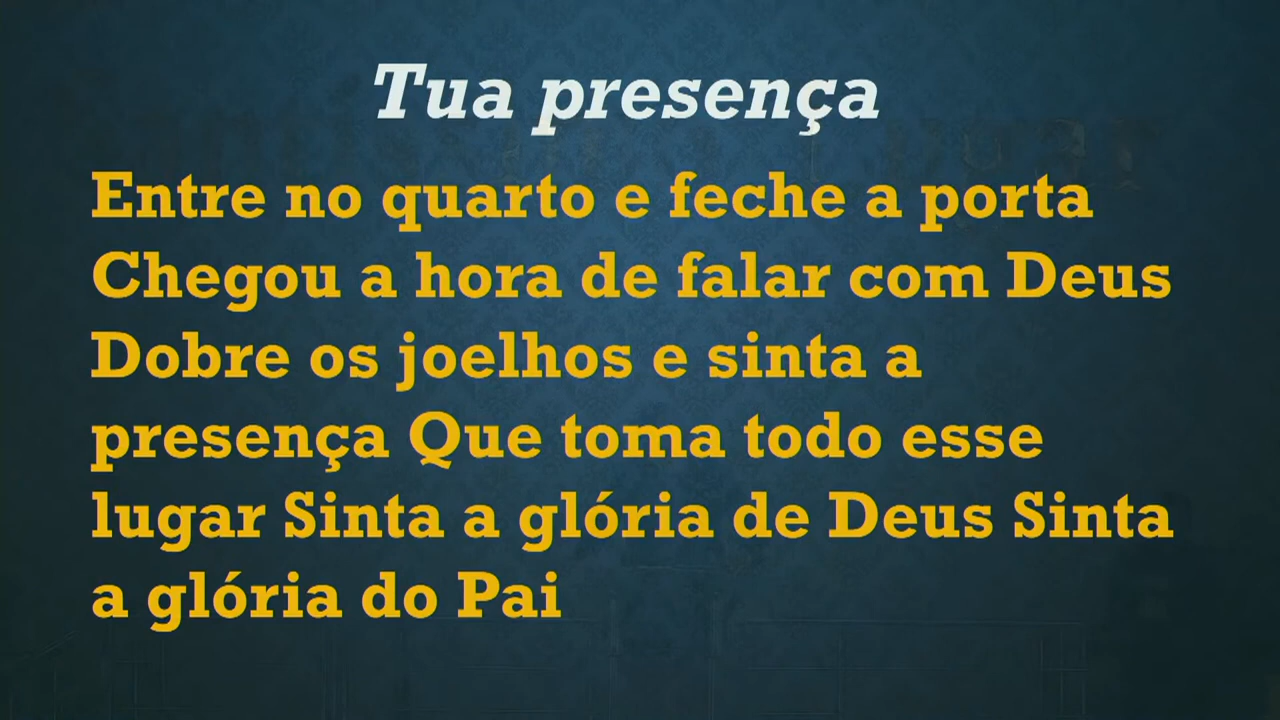 Tua presença
Entre no quarto e feche a porta
Chegou a hora de falar com Deus
Dobre os joelhos e sinta a
presença Que toma todo esse
lugar Sinta a glória de Deus Sinta
a glória do Pai